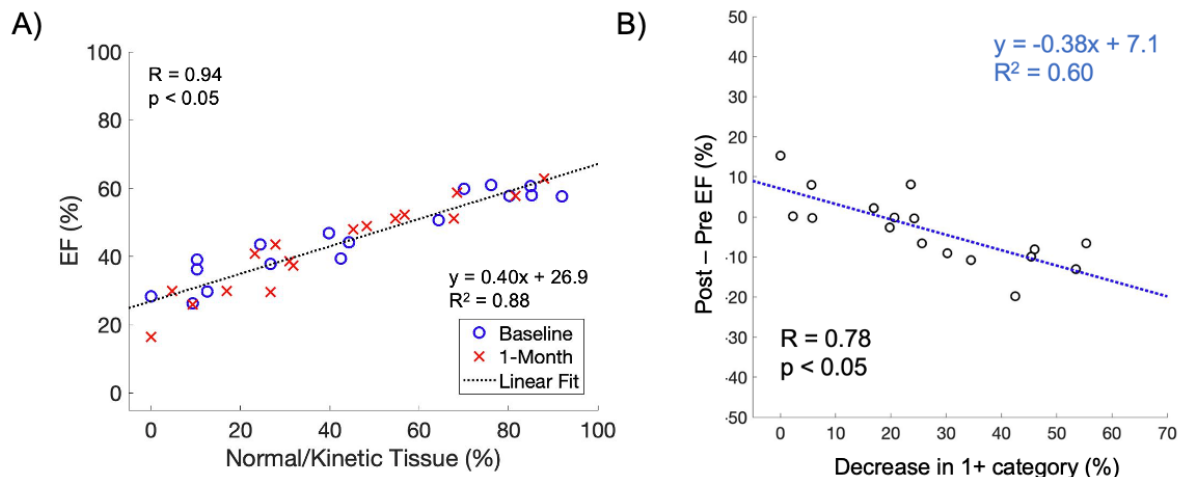 A)
R = 0.94
p < 0.05
100
80
60
40
20
0
EF (%)
y = 0.40x + 26.9
R² = 0.88
Baseline
1-Month
Linear Fit
0 20 40 60 80 100
Normal/Kinetic Tissue (%)
B)
y = -0.38x + 7.1
R² = 0.60
50
40
30
20
10
0
-10
-20
-30
-40
-50
Post – Pre EF (%)
R = 0.78
p < 0.05
0 10 20 30 40 50 60 70
Decrease in 1+ category (%)